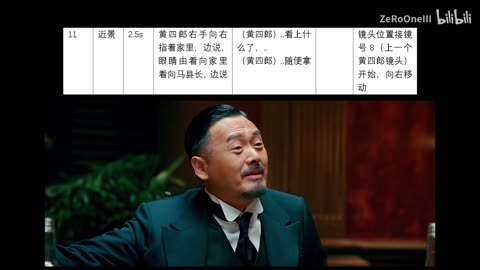 ZeRoOneIII bilibili
11 近景 2.5s 黄四郎右手向右 （黄四郎）..看上什 镜头位置接镜
指着家里，边说， 么了，.. 号 8（上一个
眼睛由看向家里 （黄四郎）..随便拿 黄四郎镜头）
看向马县长，边说 开始，向右移
动